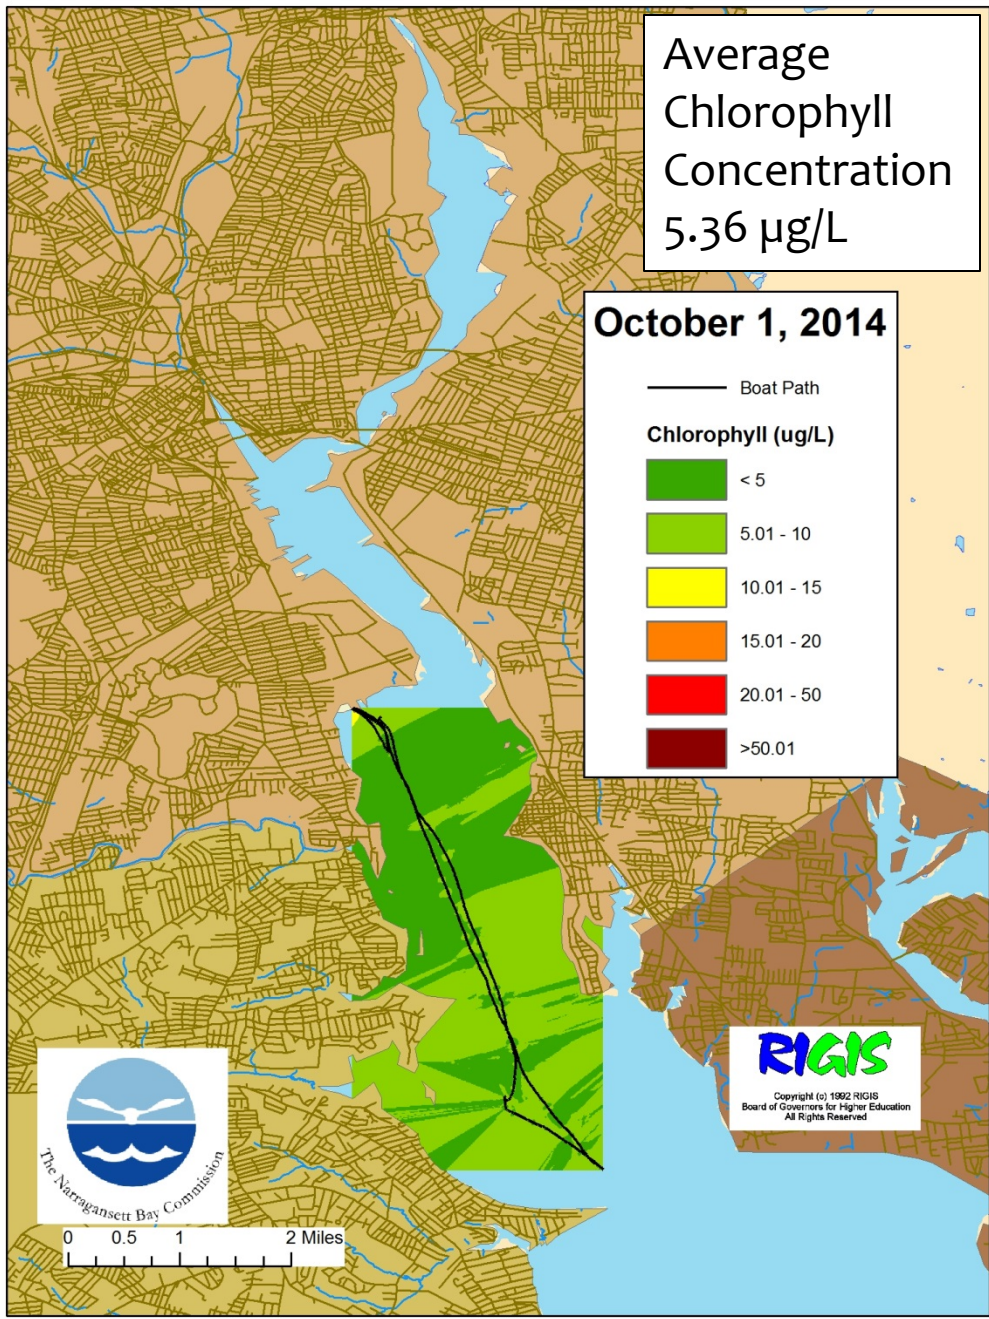 Average
Chlorophyll
Concentration
5.36 µg/L
October 1, 2014
Boat Path
Chlorophyll (ug/L)
< 5
5.01 - 10
10.01 - 15
15.01 - 20
20.01 - 50
>50.01
RIGIS
Copyright (c) 1992 RIGIS
Board of Governors for Higher Education
All Rights Reserved
The Narragansett Bay Commission
0 0.5 1 2 Miles